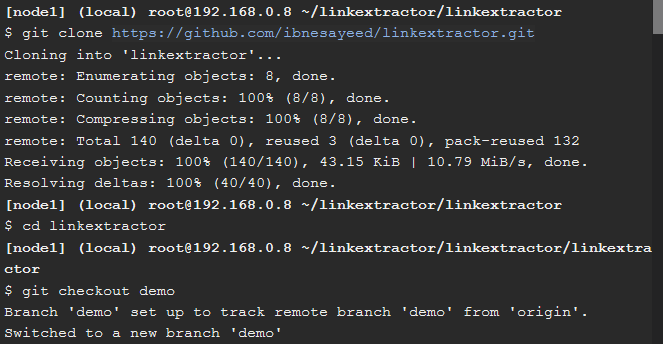 [node1] (local) root@192.168.0.8 ~/linkextractor/linkextractor
$ git clone https://github.com/ibnesayeed/linkextractor.git
Cloning into 'linkextractor'...
remote: Enumerating objects: 8, done.
remote: Counting objects: 100% (8/8), done.
remote: Compressing objects: 100% (8/8), done.
remote: Total 140 (delta 0), reused 3 (delta 0), pack-reused 132
Receiving objects: 100% (140/140), 43.15 KiB | 10.79 MiB/s, done.
Resolving deltas: 100% (40/40), done.
[node1] (local) root@192.168.0.8 ~/linkextractor/linkextractor
$ cd linkextractor
[node1] (local) root@192.168.0.8 ~/linkextractor/linkextractor/linkextra
ctor
$ git checkout demo
Branch 'demo' set up to track remote branch 'demo' from 'origin'.
Switched to a new branch 'demo'